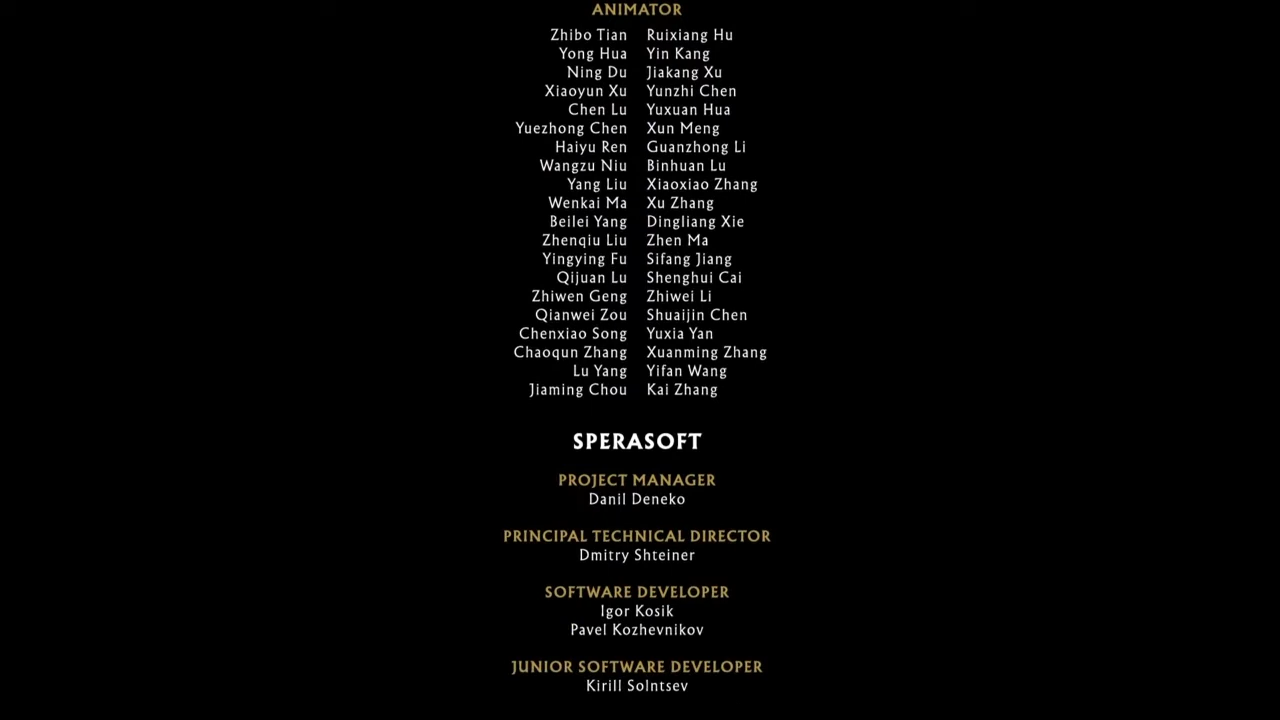 ANIMATOR
Zhibo Tian Ruixiang Hu
Yong Hua Yin Kang
Ning Du Jiakang Xu
Xiaoyun Xu Yunzhi Chen
Chen Lu Yuxuan Hua
Yuezhong Chen Xun Meng
Haiyu Ren Guanzhong Li
Wangzu Niu Binhuan Lu
Yang Liu Xiaoxiao Zhang
Wenkai Ma Xu Zhang
Beilei Yang Dingliang Xie
Zhenqiu Liu Zhen Ma
Yingying Fu Sifang Jiang
Qijuan Lu Shenghui Cai
Zhiwen Geng Zhiwei Li
Qianwei Zou Shuaijin Chen
Chenxiao Song Yuxia Yan
Chaoqun Zhang Xuanming Zhang
Lu Yang Yifan Wang
Jiaming Chou Kai Zhang
SPERASOFT
PROJECT MANAGER
Danil Deneko
PRINCIPAL TECHNICAL DIRECTOR
Dmitry Shteiner
SOFTWARE DEVELOPER
Igor Kosik
Pavel Kozhevnikov
JUNIOR SOFTWARE DEVELOPER
Kirill Solntsev